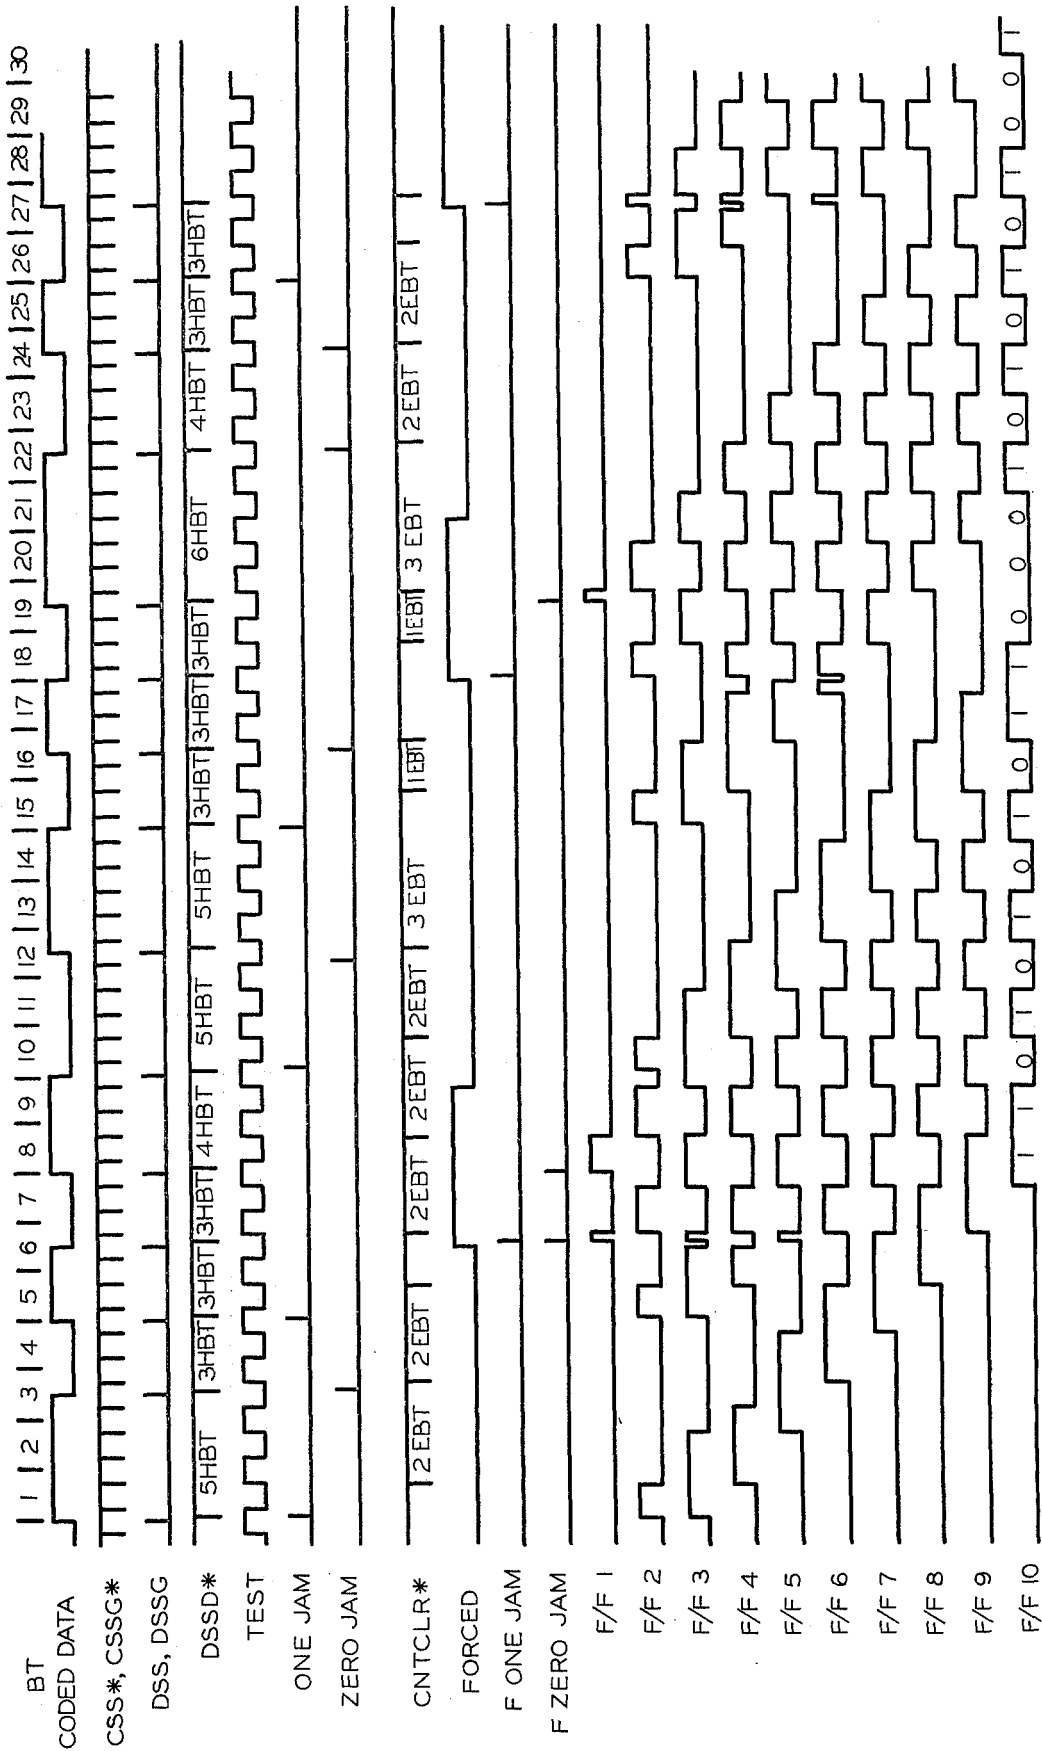 BT 1 2 3 4 5 6 7 8 9 10 11 12 13 14 15 16 17 18 19 20 21 22 23 24 25 26 27 28 29 30
CODED DATA
CSS*, CSSG*
DSS, DSSG
DSSD* 5HBT 3HBT 3HBT 3HBT 4HBT 5HBT 5HBT 3HBT 3HBT 3HBT 6HBT 4HBT 3HBT 3HBT
TEST
ONE JAM
ZERO JAM
CNTCLR* 2EBT 2EBT 2EBT 2EBT 2EBT 3EBT 1EBT 1EBT 3EBT 2EBT 2EBT
FORCED
F ONE JAM
F ZERO JAM
F/F 1
F/F 2
F/F 3
F/F 4
F/F 5
F/F 6
F/F 7
F/F 8
F/F 9
F/F 10 1 1 0 1 0 1 0 1 0 1 1 0 0 0 1 0 1 0 1 0 1 0 0 1